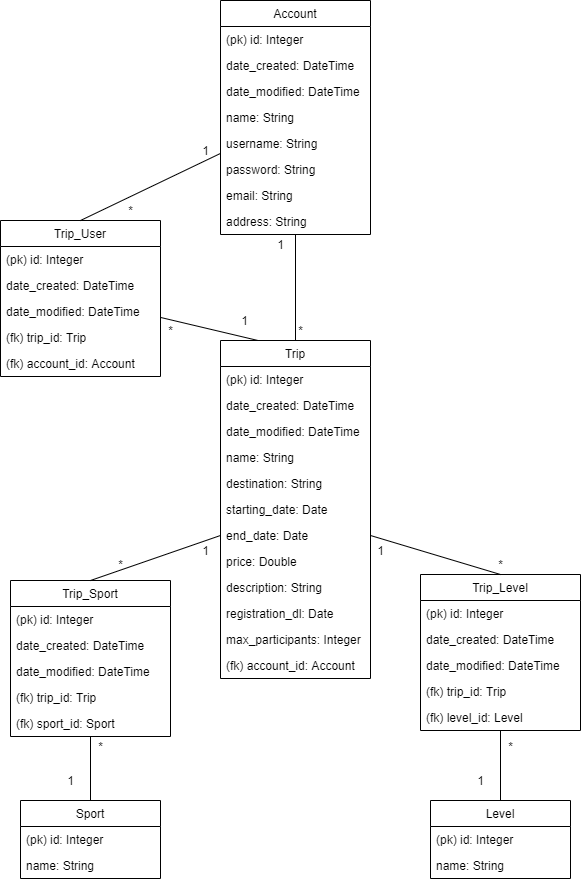 Account
(pk) id: Integer
date_created: DateTime
date_modified: DateTime
name: String
username: String
password: String
email: String
address: String
1
*
1
*
Trip_User
(pk) id: Integer
date_created: DateTime
date_modified: DateTime
(fk) trip_id: Trip
(fk) account_id: Account
*
1
Trip
(pk) id: Integer
date_created: DateTime
date_modified: DateTime
name: String
destination: String
starting_date: Date
end_date: Date
price: Double
description: String
registration_dl: Date
max_participants: Integer
(fk) account_id: Account
1
*
1
*
Trip_Sport
(pk) id: Integer
date_created: DateTime
date_modified: DateTime
(fk) trip_id: Trip
(fk) sport_id: Sport
*
1
Trip_Level
(pk) id: Integer
date_created: DateTime
date_modified: DateTime
(fk) trip_id: Trip
(fk) level_id: Level
*
1
Sport
(pk) id: Integer
name: String
Level
(pk) id: Integer
name: String